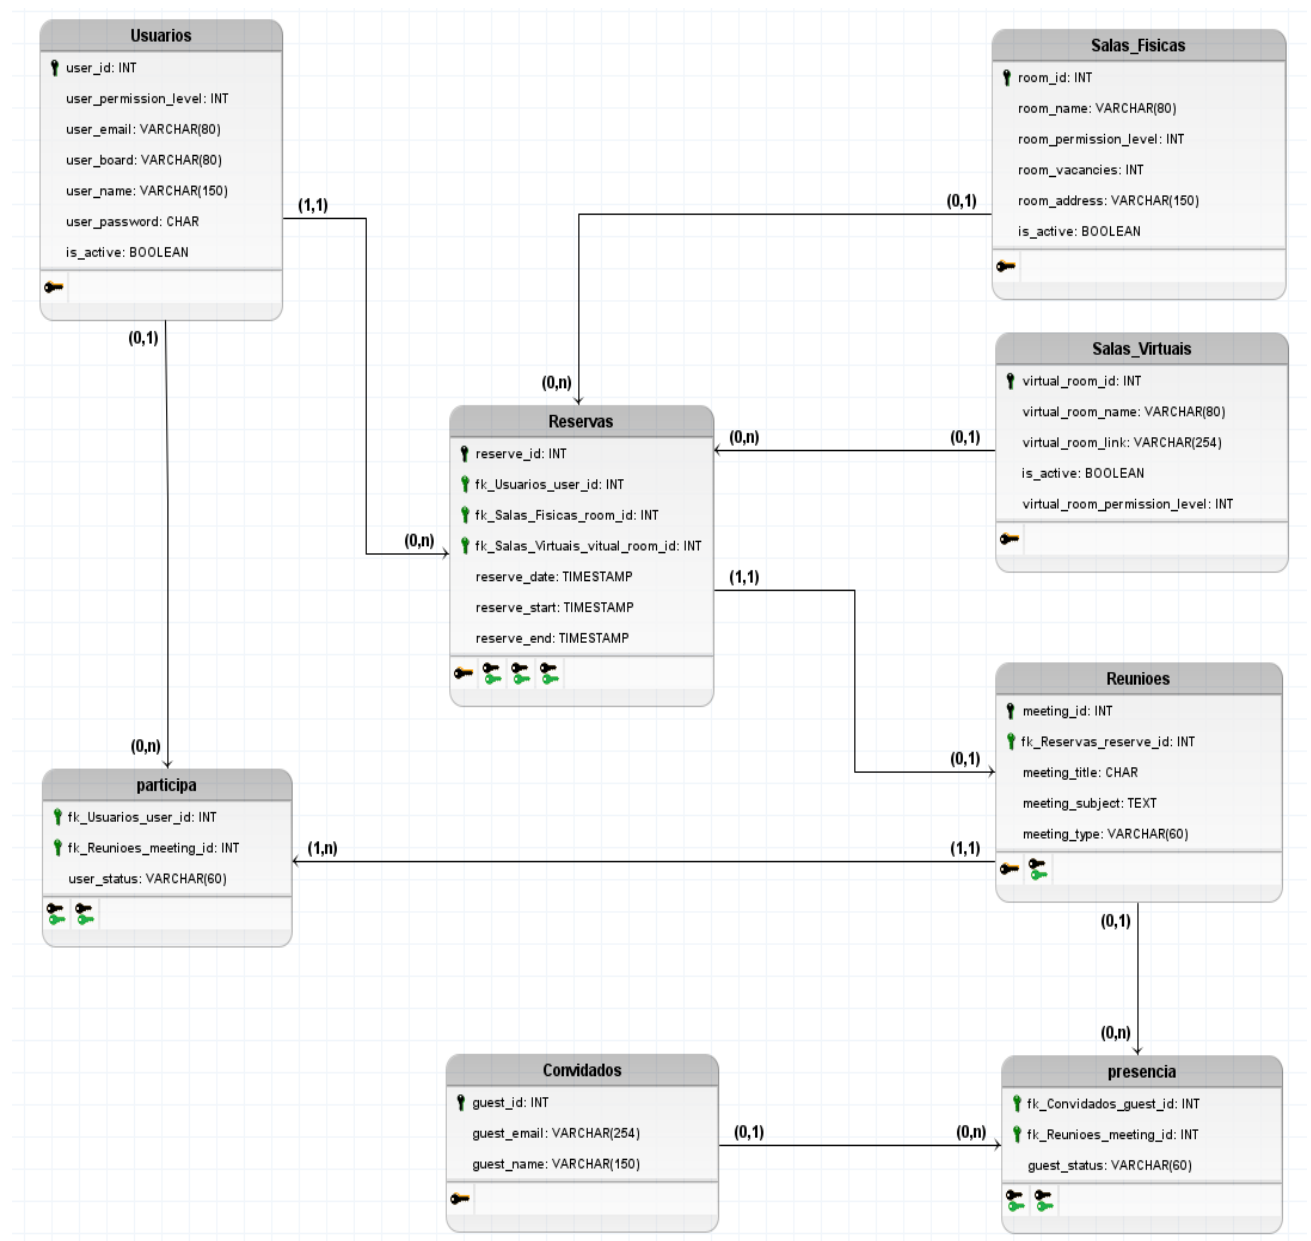 Usuarios
user_id: INT
user_permission_level: INT
user_email: VARCHAR(80)
user_board: VARCHAR(80)
user_name: VARCHAR(150)
user_password: CHAR
is_active: BOOLEAN
(1,1)
(0,1)
Salas_Fisicas
room_id: INT
room_name: VARCHAR(80)
room_permission_level: INT
room_vacancies: INT
room_address: VARCHAR(150)
is_active: BOOLEAN
(0,1)
(0,n)
Salas_Virtuais
virtual_room_id: INT
virtual_room_name: VARCHAR(80)
virtual_room_link: VARCHAR(254)
is_active: BOOLEAN
virtual_room_permission_level: INT
(0,n)
(0,1)
Reservas
reserve_id: INT
fk_Usuarios_user_id: INT
fk_Salas_Fisicas_room_id: INT
fk_Salas_Virtuais_vitual_room_id: INT
reserve_date: TIMESTAMP
reserve_start: TIMESTAMP
reserve_end: TIMESTAMP
(0,n)
(1,1)
(0,1)
Reunioes
meeting_id: INT
fk_Reservas_reserve_id: INT
meeting_title: CHAR
meeting_subject: TEXT
meeting_type: VARCHAR(60)
(0,n)
participa
fk_Usuarios_user_id: INT
fk_Reunioes_meeting_id: INT
user_status: VARCHAR(60)
(1,n)
(1,1)
(0,1)
(0,n)
Convidados
guest_id: INT
guest_email: VARCHAR(254)
guest_name: VARCHAR(150)
(0,1)
(0,n)
presencia
fk_Convidados_guest_id: INT
fk_Reunioes_meeting_id: INT
guest_status: VARCHAR(60)